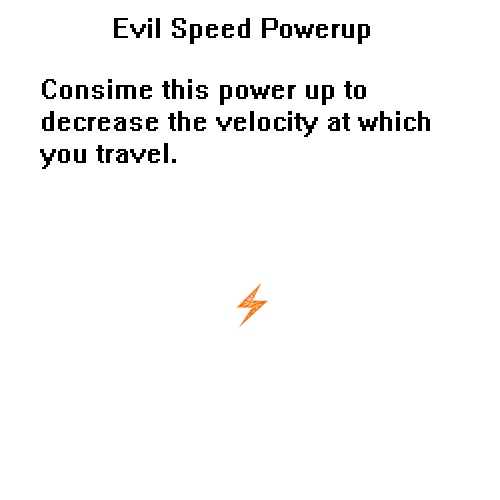 Evil Speed Powerup
Consime this power up to
decrease the velocity at which
you travel.